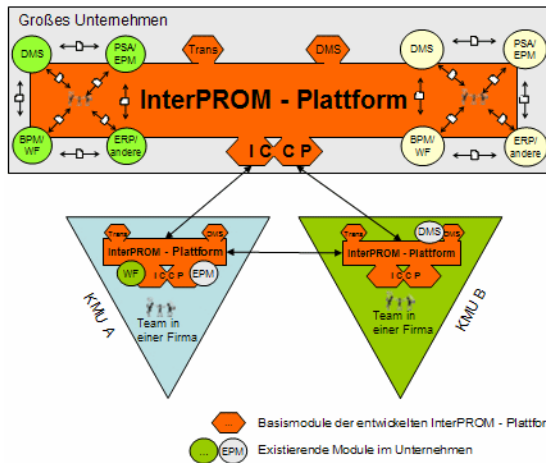 Großes Unternehmen
DMS
PSA/
EPM
Trans
DMS
DMS
PSA/
EPM
InterPROM - Plattform
BPM/
WF
ERP/
andere
I C C P
BPM/
WF
ERP/
andere
Trans
DMS
InterPROM - Plattform
WF
I C C P
EPM
Team in
einer Firma
KMU A
Trans
DMS
DMS
InterPROM - Plattform
I C C P
Team in
einer Firma
KMU B
...
Basismodule der entwickelten InterPROM - Plattfor
...
EPM
Existierende Module im Unternehmen